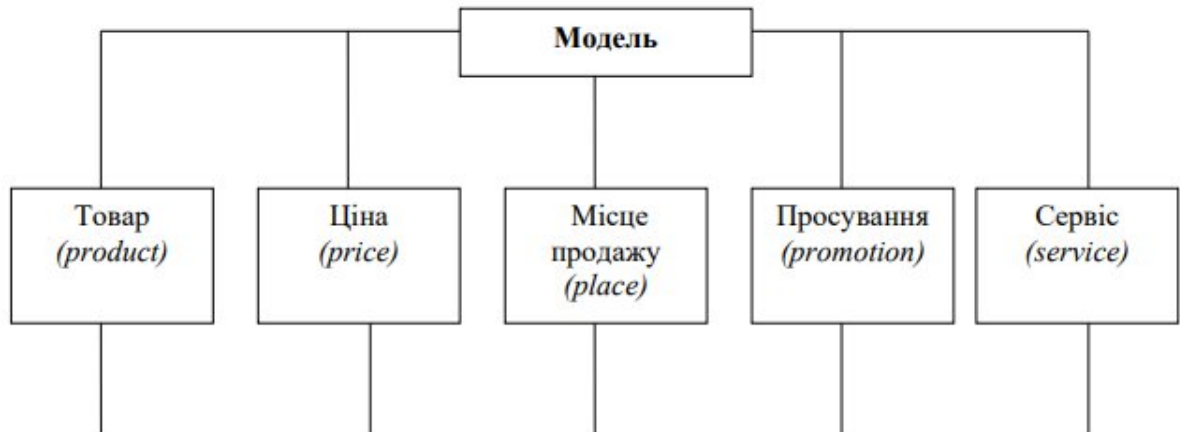 Модель
Товар
(product)
Ціна
(price)
Місце
продажу
(place)
Просування
(promotion)
Сервіс
(service)